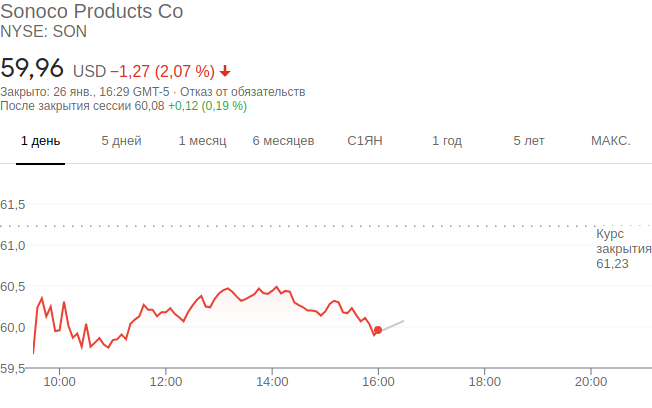 Sonoco Products Co
NYSE: SON
59,96 USD −1,27 (2,07 %)
Закрыто: 26 янв., 16:29 GMT-5 · Отказ от обязательств
После закрытия сессии 60,08 +0,12 (0,19 %)
1 день 5 дней 1 месяц 6 месяцев С1ЯН 1 год 5 лет МАКС.
61,5
61,0
60,5
60,0
59,5
Курс
закрытия
61,23
10:00 12:00 14:00 16:00 18:00 20:00